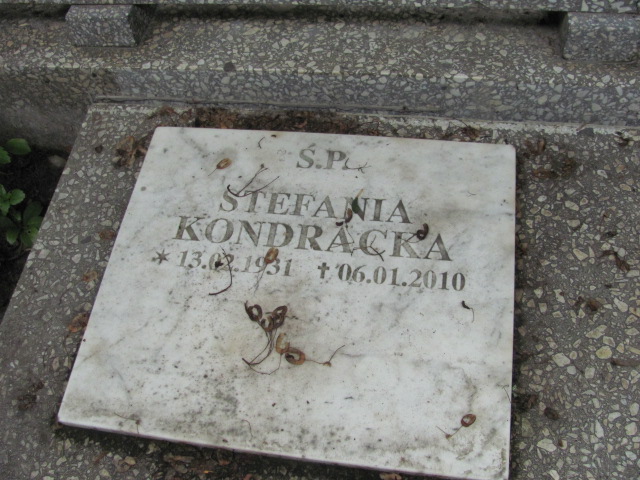 Ś.P.
STEFANIA
KONDRACKA
✝06.01.2010